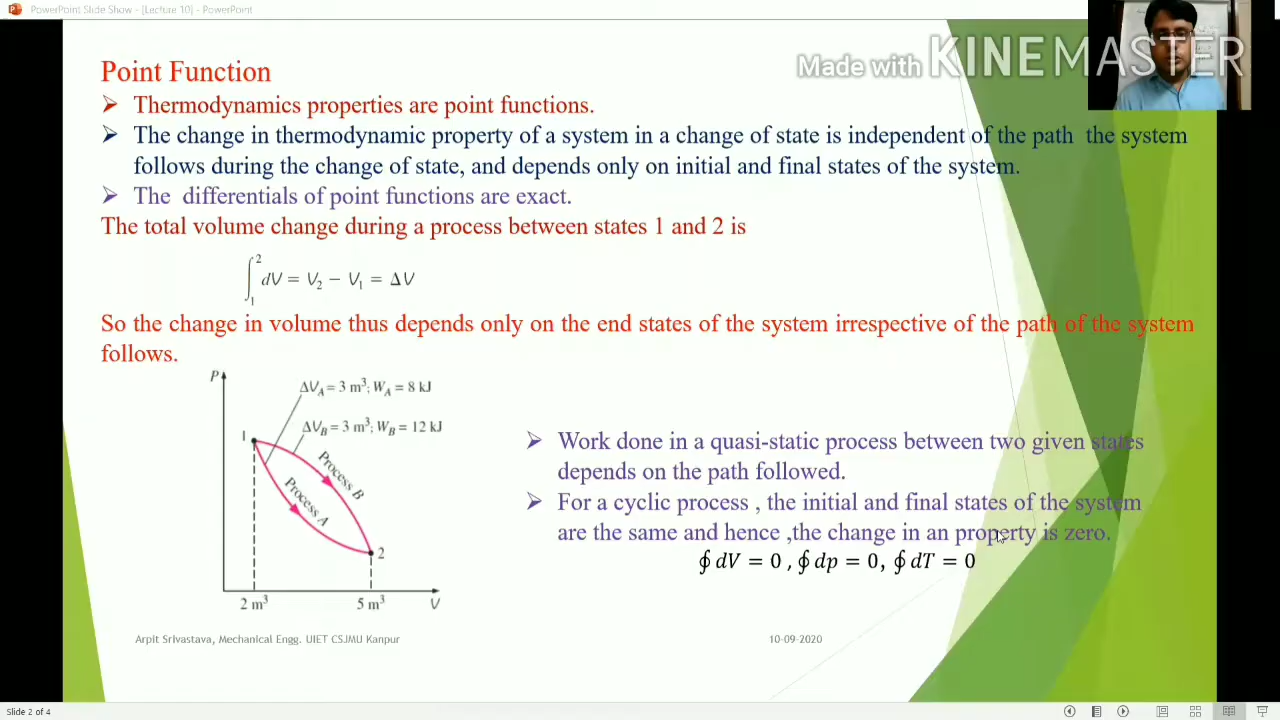 PowerPoint Slide Show - [Lecture 10] - PowerPoint
Made with KINEMASTER
Point Function
➢ Thermodynamics properties are point functions.
➢ The change in thermodynamic property of a system in a change of state is independent of the path the system
follows during the change of state, and depends only on initial and final states of the system.
➢ The differentials of point functions are exact.
The total volume change during a process between states 1 and 2 is
∫₁² dV = V₂ − V₁ = ΔV
So the change in volume thus depends only on the end states of the system irrespective of the path of the system
follows.
P
ΔV_A = 3 m³; W_A = 8 kJ
ΔV_B = 3 m³; W_B = 12 kJ
1
Process B
Process A
2
2 m³
5 m³
V
➢ Work done in a quasi-static process between two given states
depends on the path followed.
➢ For a cyclic process , the initial and final states of the system
are the same and hence ,the change in an property is zero.
∮ dV = 0 , ∮ dp = 0, ∮ dT = 0
Arpit Srivastava, Mechanical Engg. UIET CSJMU Kanpur
10-09-2020
Slide 2 of 4